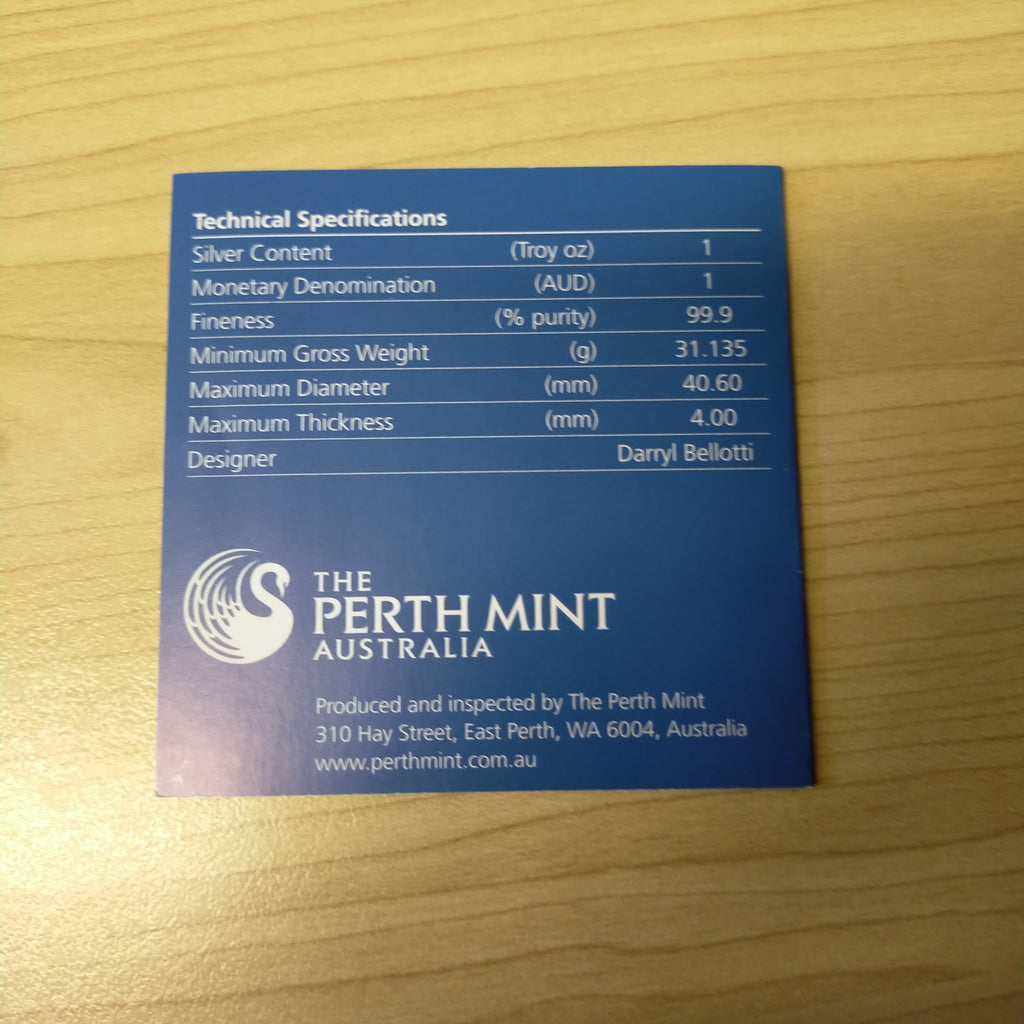 Technical Specifications
Silver Content (Troy oz) 1
Monetary Denomination (AUD) 1
Fineness (% purity) 99.9
Minimum Gross Weight (g) 31.135
Maximum Diameter (mm) 40.60
Maximum Thickness (mm) 4.00
Designer Darryl Bellotti
THE
PERTH MINT
AUSTRALIA
Produced and inspected by The Perth Mint
310 Hay Street, East Perth, WA 6004, Australia
www.perthmint.com.au